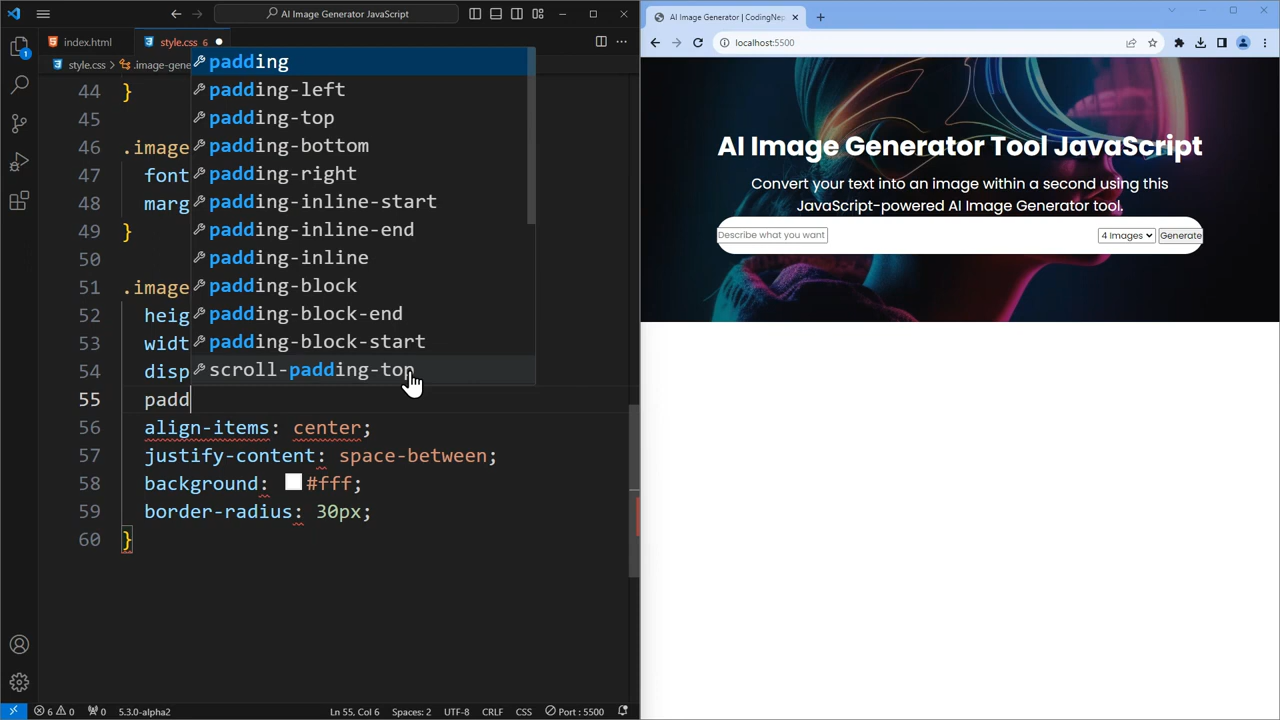 AI Image Generator JavaScript
index.html
style.css 6
style.css
.image-gene
44 }
45
46 .image
47 font
48 marg
49 }
50
51 .image
52 heig
53 widt
54 disp
55 padd
56 align-items: center;
57 justify-content: space-between;
58 background: #fff;
59 border-radius: 30px;
60 }
padding
padding-left
padding-top
padding-bottom
padding-right
padding-inline-start
padding-inline-end
padding-inline
padding-block
padding-block-end
padding-block-start
scroll-padding-top
1
6 0 0 5.3.0-alpha2 Ln 55, Col 6 Spaces: 2 UTF-8 CRLF CSS Port : 5500
AI Image Generator | CodingNep
localhost:5500
AI Image Generator Tool JavaScript
Convert your text into an image within a second using this
JavaScript-powered AI Image Generator tool.
Describe what you want
4 Images
Generate